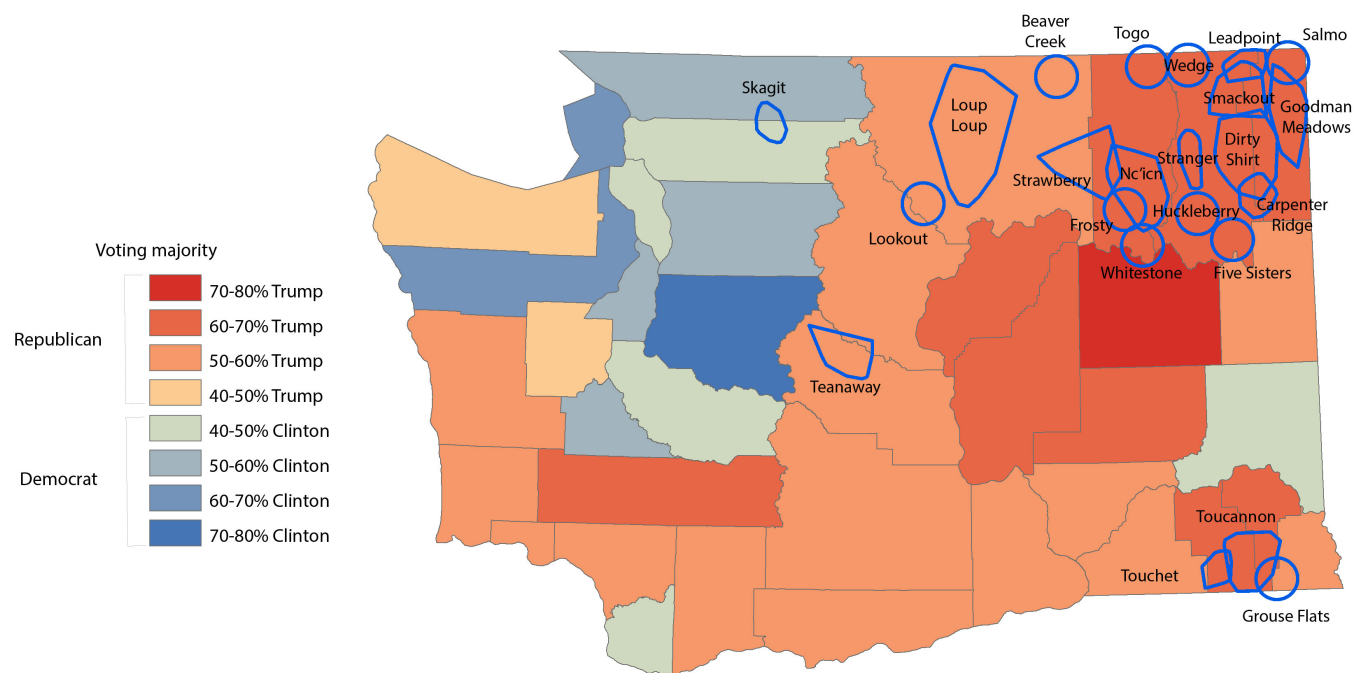 Voting majority
Republican
70-80% Trump
60-70% Trump
50-60% Trump
40-50% Trump
Democrat
40-50% Clinton
50-60% Clinton
60-70% Clinton
70-80% Clinton
Skagit
Beaver
Creek
Togo
Wedge
Leadpoint
Salmo
Loup
Loup
Smackout
Goodman
Meadows
Dirty
Shirt
Stranger
Strawberry
Nc'icn
Carpenter
Ridge
Huckleberry
Frosty
Lookout
Whitestone
Five Sisters
Teanaway
Toucannon
Touchet
Grouse Flats